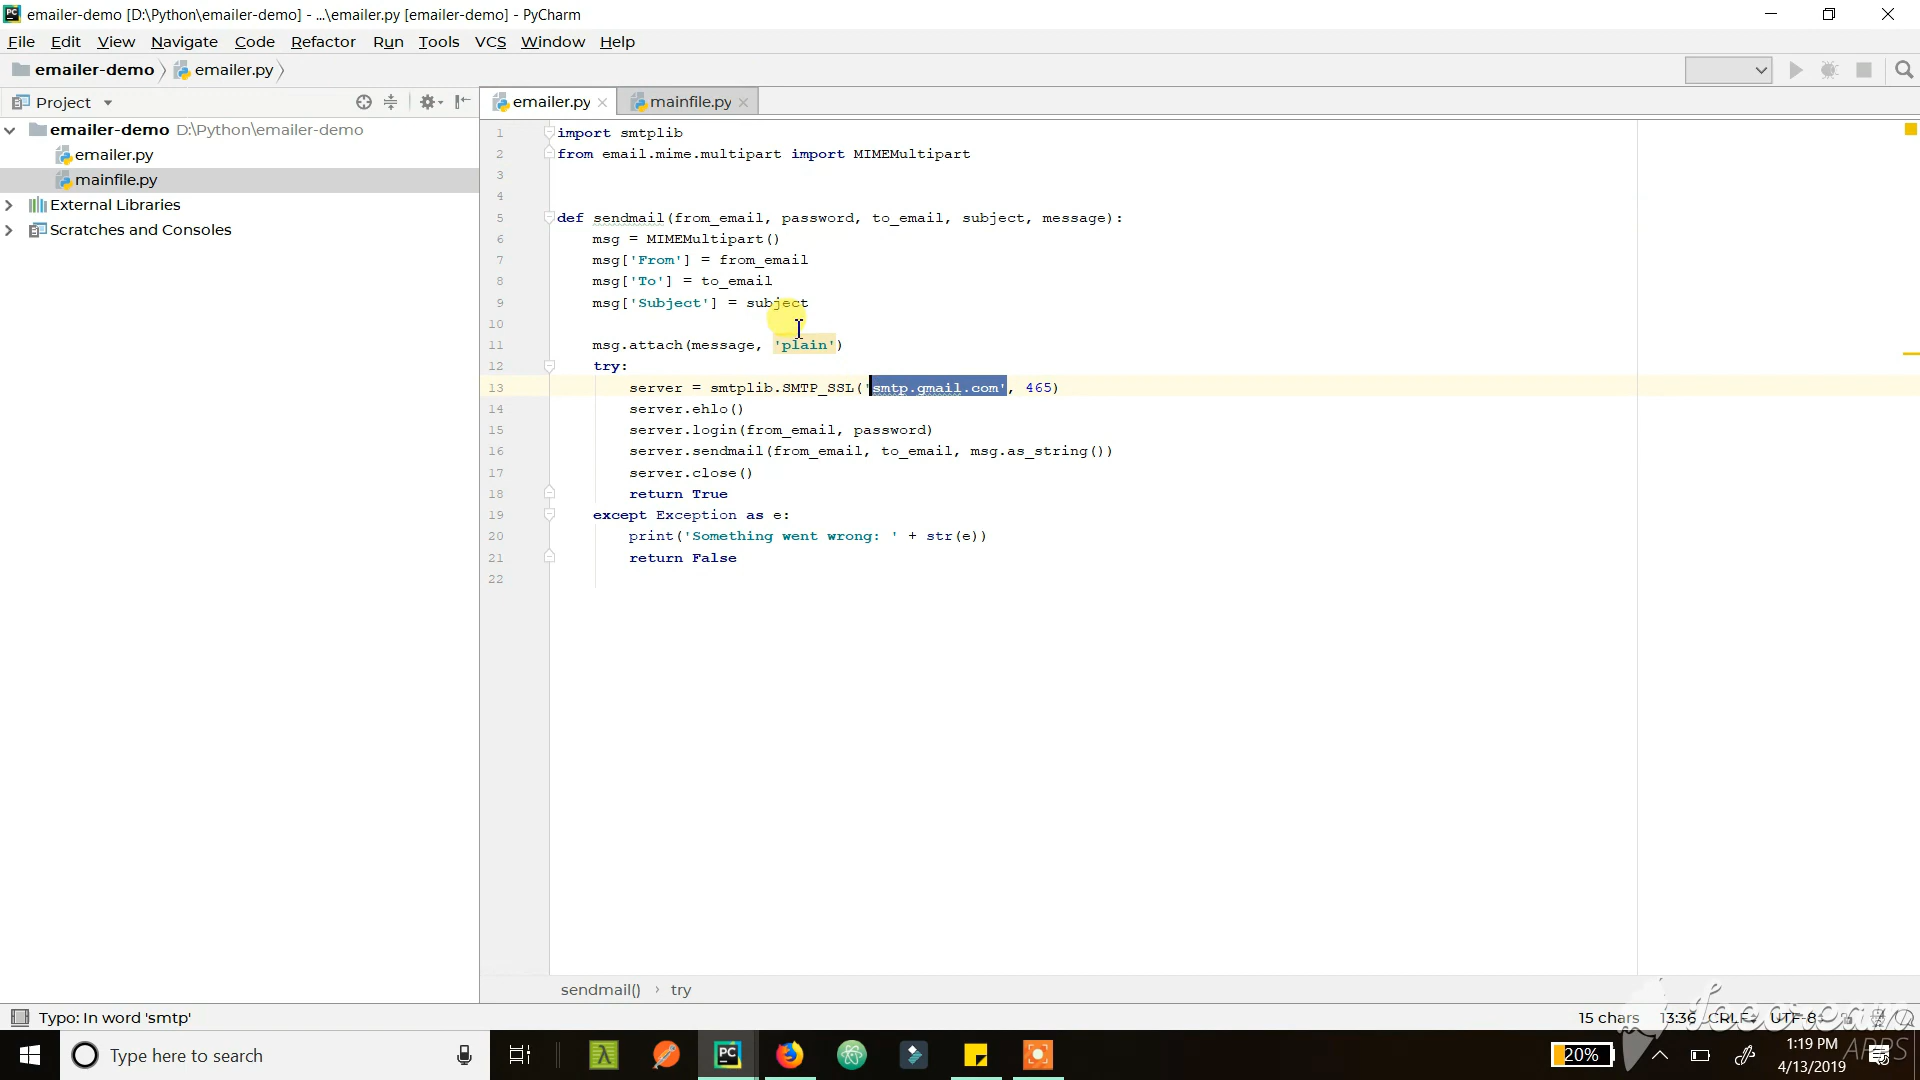 PC emailer-demo [D:\Python\emailer-demo] - ...\emailer.py [emailer-demo] - PyCharm
File Edit View Navigate Code Refactor Run Tools VCS Window Help
emailer-demo emailer.py
Project
emailer.py mainfile.py
emailer-demo D:\Python\emailer-demo
emailer.py
mainfile.py
External Libraries
Scratches and Consoles
1 import smtplib
2 from email.mime.multipart import MIMEMultipart
3
4
5 def sendmail(from_email, password, to_email, subject, message):
6 msg = MIMEMultipart()
7 msg['From'] = from_email
8 msg['To'] = to_email
9 msg['Subject'] = subject
10
11 msg.attach(message, 'plain')
12 try:
13 server = smtplib.SMTP_SSL('smtp.gmail.com', 465)
14 server.ehlo()
15 server.login(from_email, password)
16 server.sendmail(from_email, to_email, msg.as_string())
17 server.close()
18 return True
19 except Exception as e:
20 print('Something went wrong: ' + str(e))
21 return False
22
sendmail() › try
Typo: In word 'smtp'
15 chars 13:36 CRLF UTF-8
Icecream
APPS
Type here to search
PC
20%
1:19 PM
4/13/2019